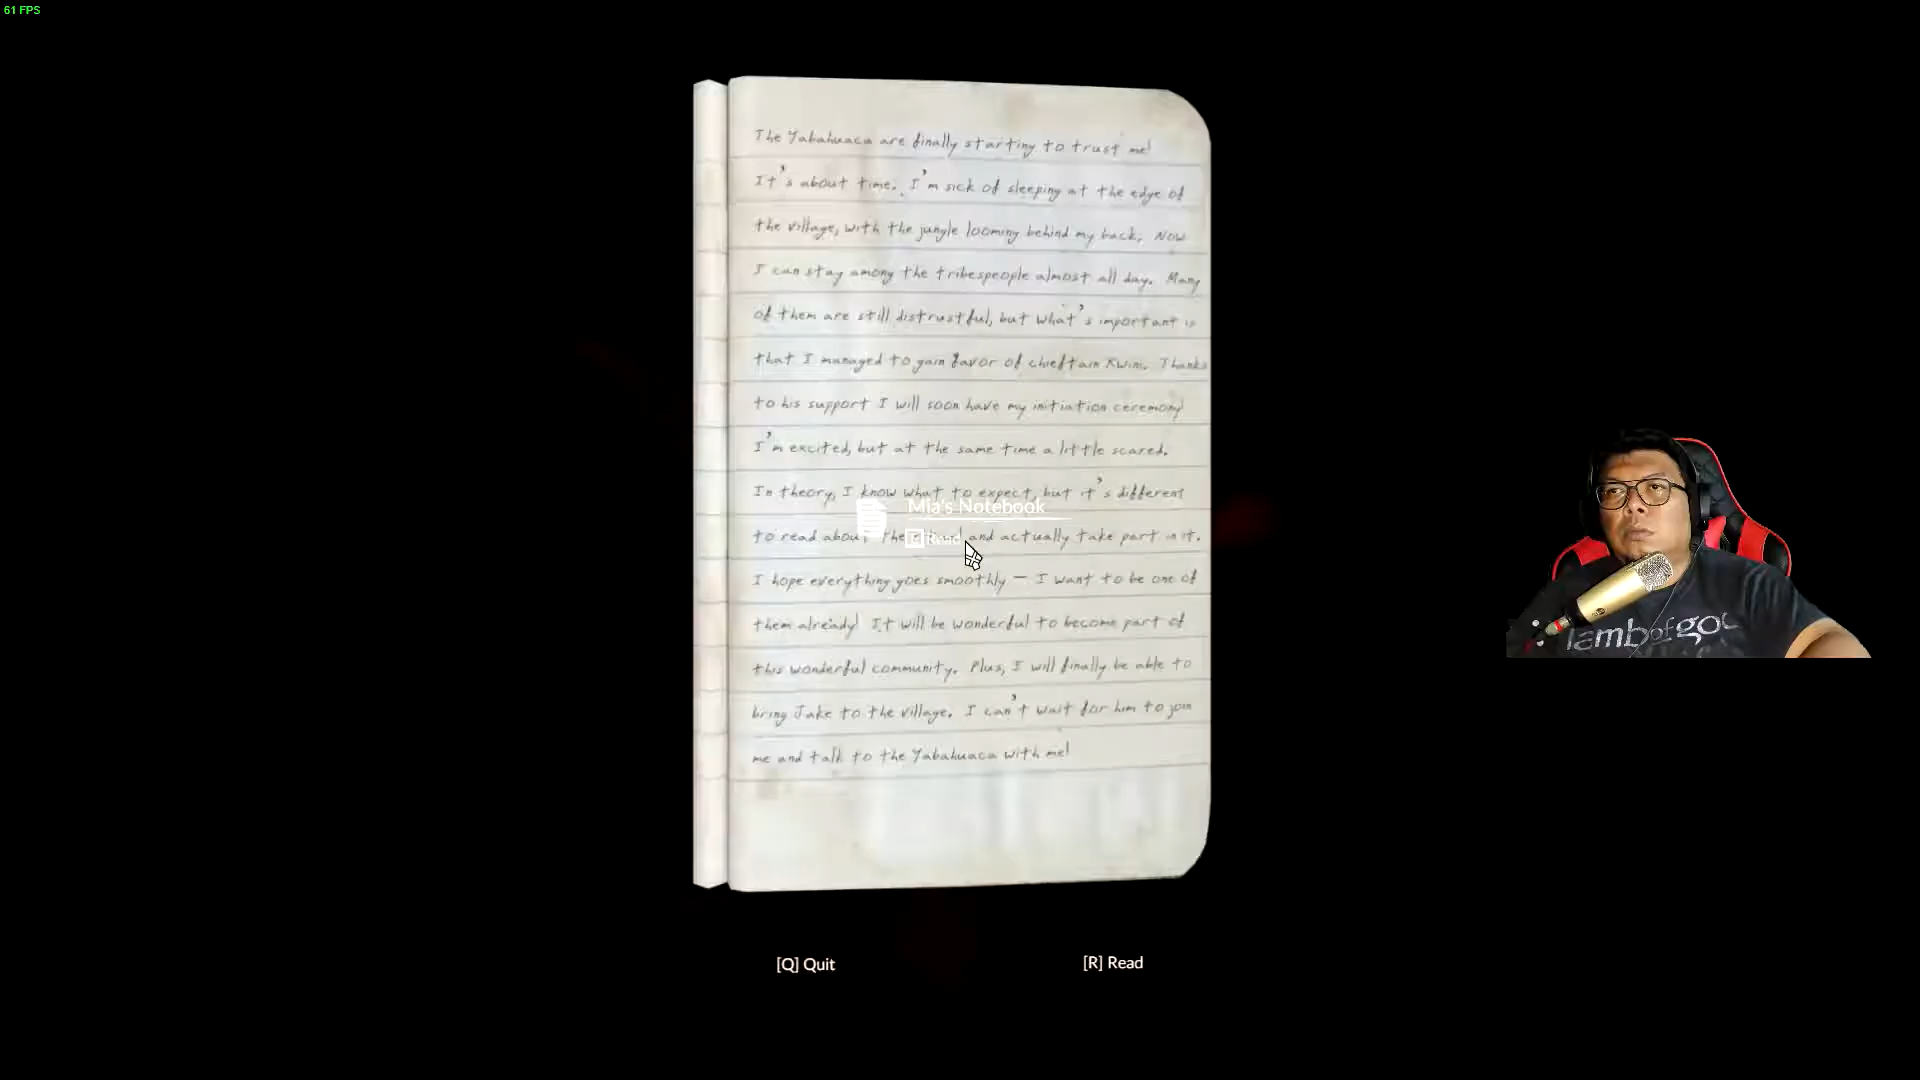 61 FPS
The Yabahuaca are finally starting to trust me!
It's about time. I'm sick of sleeping at the edge of
the village, with the jungle looming behind my back. Now
I can stay among the tribespeople almost all day. Many
of them are still distrustful, but what's important is
that I managed to gain favor of chieftain Kwim. Thanks
to his support I will soon have my initiation ceremony!
I'm excited, but at the same time a little scared.
In theory, I know what to expect, but it's different
Mia's Notebook
to read about the and actually take part in it.
Read
I hope everything goes smoothly — I want to be one of
them already! It will be wonderful to become part of
this wonderful community. Plus, I will finally be able to
bring Jake to the village. I can't wait for him to join
me and talk to the Yabahuaca with me!
lamb of god
[Q] Quit
[R] Read